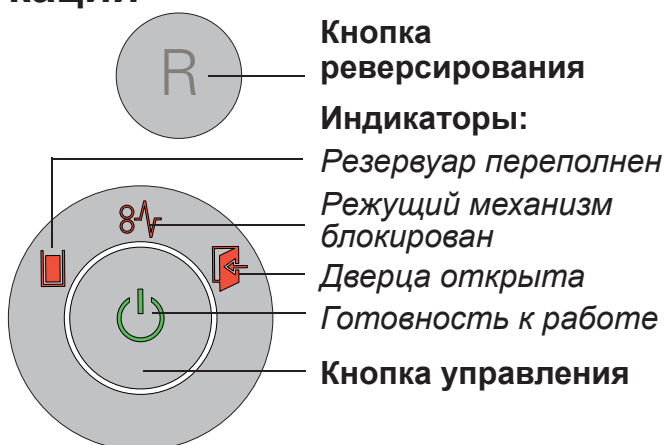 кации
R
Кнопка
реверсирования
Индикаторы:
Резервуар переполнен
Режущий механизм
блокирован
Дверца открыта
Готовность к работе
Кнопка управления